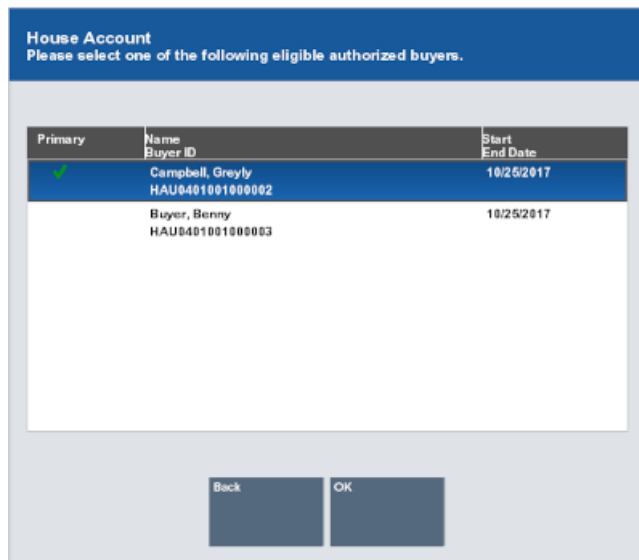 House Account
Please select one of the following eligible authorized buyers.
Primary Name Start
Buyer ID End Date
Campbell, Greyly 10/25/2017
HAU0401001000002
Buyer, Benny 10/25/2017
HAU0401001000003
Back OK